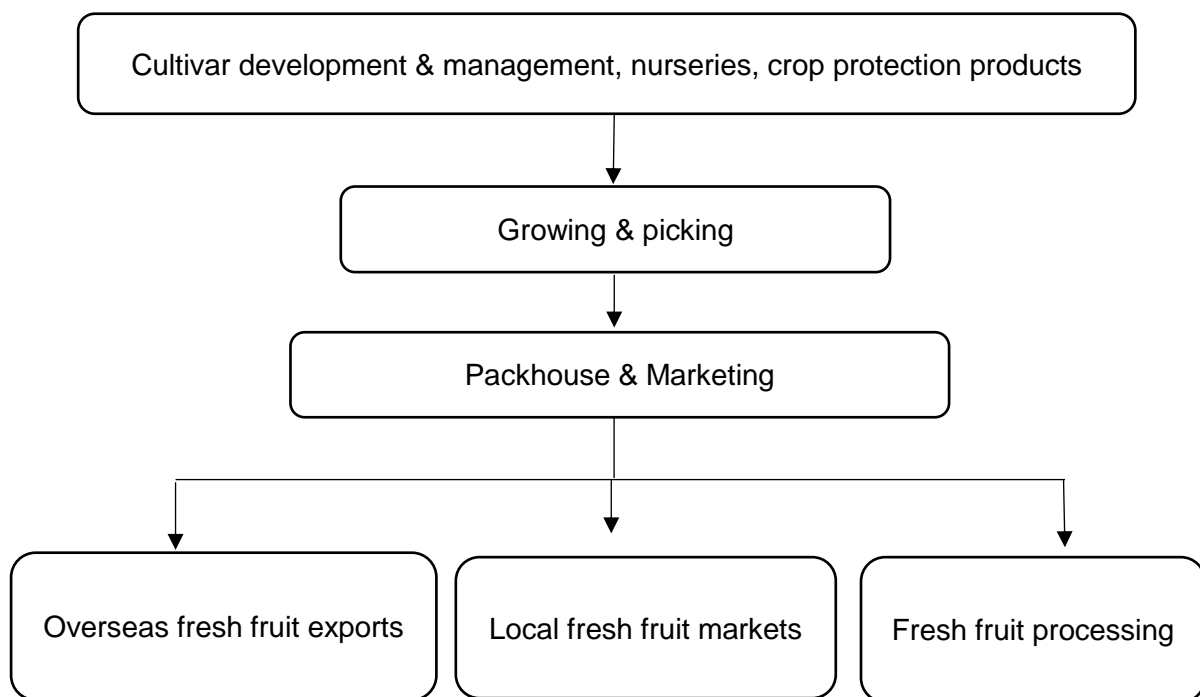 Cultivar development & management, nurseries, crop protection products
Growing & picking
Packhouse & Marketing
Overseas fresh fruit exports
Local fresh fruit markets
Fresh fruit processing